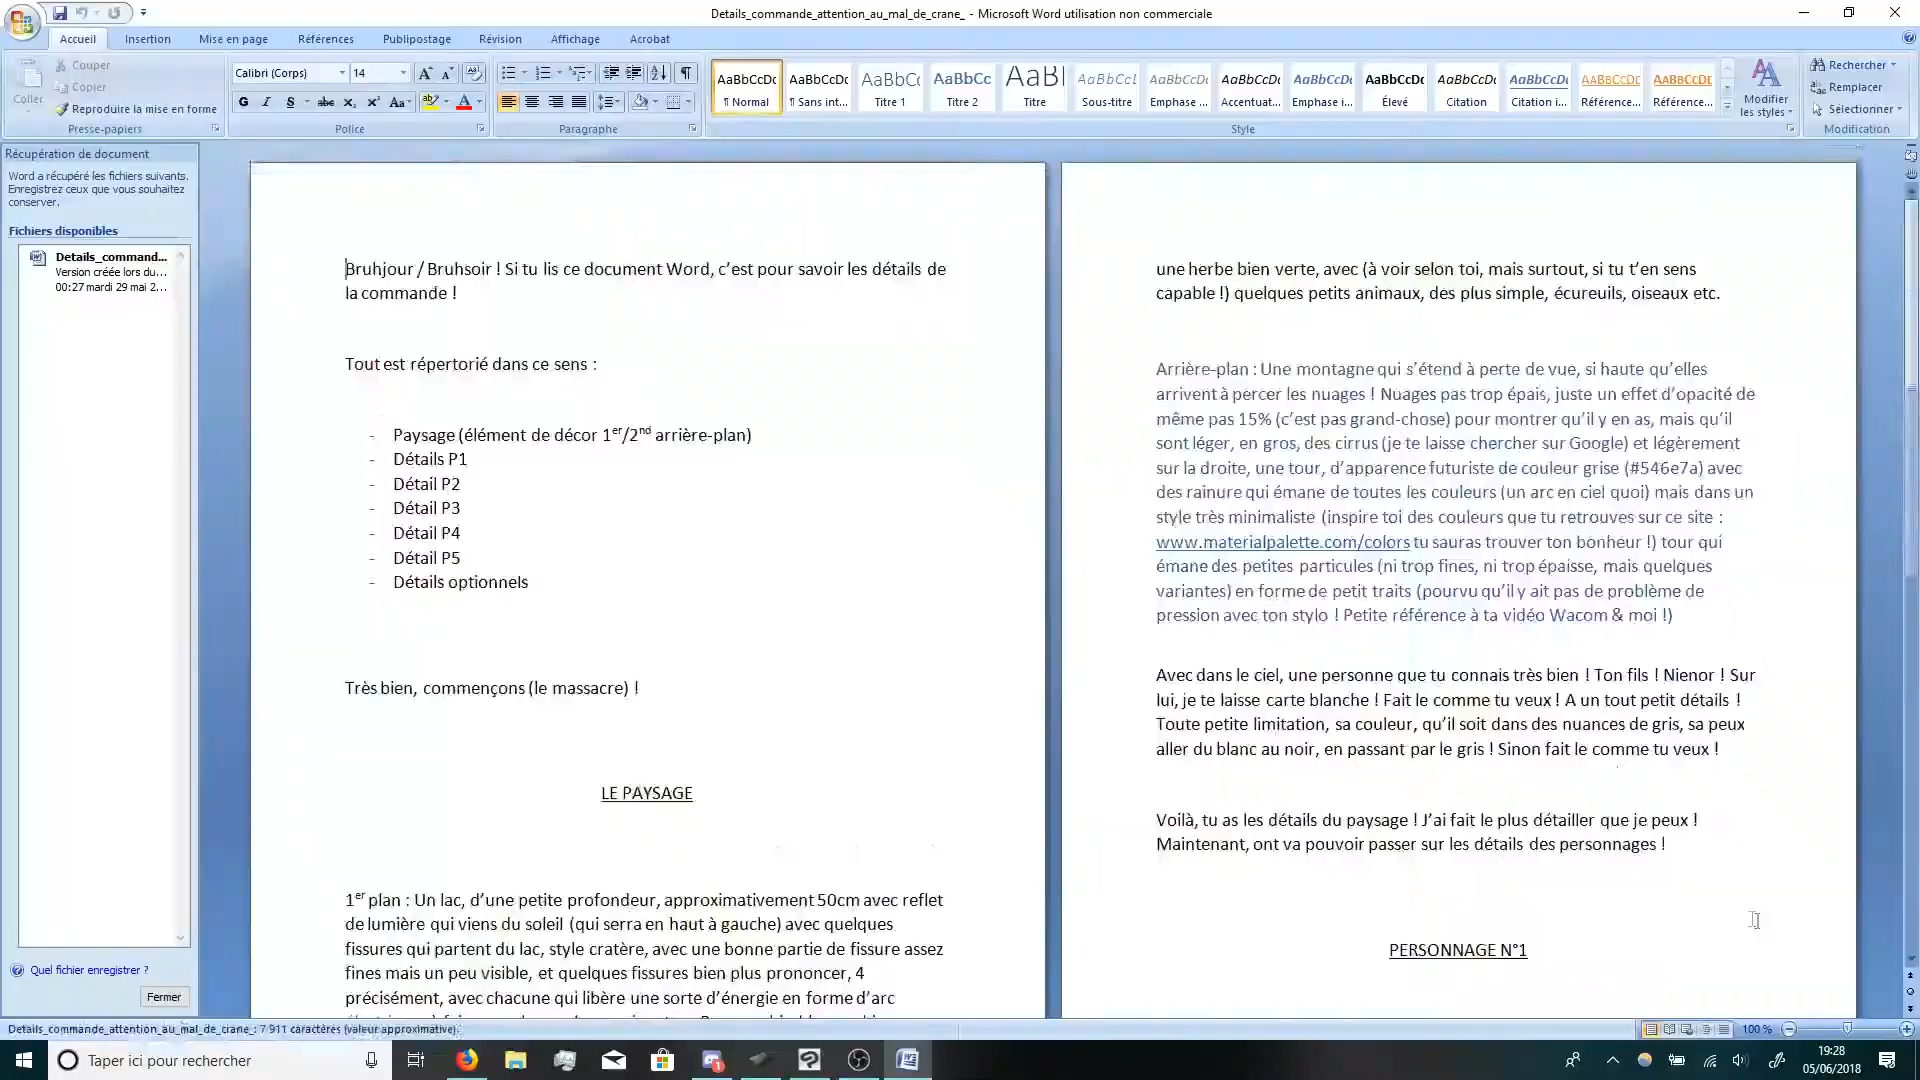 Details_commande_attention_au_mal_de_crane_ - Microsoft Word utilisation non commerciale
Accueil
Insertion
Mise en page
Références
Publipostage
Révision
Affichage
Acrobat
Coller
Couper
Copier
Reproduire la mise en forme
Presse-papiers
Calibri (Corps)
14
Police
Paragraphe
AaBbCcDc
¶ Normal
AaBbCcDc
¶ Sans int...
AaBbC
Titre 1
AaBbCc
Titre 2
AaB
Titre
AaBbCcI
Sous-titre
AaBbCcDc
Emphase ...
AaBbCcDc
Accentuat...
AaBbCcDc
Emphase i...
AaBbCcDc
Élevé
AaBbCcDc
Citation
AaBbCcDc
Citation i...
AABBCCDE
Référence...
AABBCCDE
Référence...
Style
Modifier
les styles
Rechercher
Remplacer
Sélectionner
Modification
Récupération de document
Word a récupéré les fichiers suivants.
Enregistrez ceux que vous souhaitez
conserver.
Fichiers disponibles
Details_command...
Version créée lors du...
00:27 mardi 29 mai 2...
Quel fichier enregistrer ?
Fermer
Bruhjour / Bruhsoir ! Si tu lis ce document Word, c’est pour savoir les détails de
la commande !
Tout est répertorié dans ce sens :
- Paysage (élément de décor 1er/2nd arrière-plan)
- Détails P1
- Détail P2
- Détail P3
- Détail P4
- Détail P5
- Détails optionnels
Très bien, commençons (le massacre) !
LE PAYSAGE
1er plan : Un lac, d’une petite profondeur, approximativement 50cm avec reflet
de lumière qui viens du soleil (qui serra en haut à gauche) avec quelques
fissures qui partent du lac, style cratère, avec une bonne partie de fissure assez
fines mais un peu visible, et quelques fissures bien plus prononcer, 4
précisément, avec chacune qui libère une sorte d’énergie en forme d’arc
une herbe bien verte, avec (à voir selon toi, mais surtout, si tu t’en sens
capable !) quelques petits animaux, des plus simple, écureuils, oiseaux etc.
Arrière-plan : Une montagne qui s’étend à perte de vue, si haute qu’elles
arrivent à percer les nuages ! Nuages pas trop épais, juste un effet d’opacité de
même pas 15% (c’est pas grand-chose) pour montrer qu’il y en as, mais qu’il
sont léger, en gros, des cirrus (je te laisse chercher sur Google) et légèrement
sur la droite, une tour, d’apparence futuriste de couleur grise (#546e7a) avec
des rainure qui émane de toutes les couleurs (un arc en ciel quoi) mais dans un
style très minimaliste (inspire toi des couleurs que tu retrouves sur ce site :
www.materialpalette.com/colors tu sauras trouver ton bonheur !) tour qui
émane des petites particules (ni trop fines, ni trop épaisse, mais quelques
variantes) en forme de petit traits (pourvu qu’il y ait pas de problème de
pression avec ton stylo ! Petite référence à ta vidéo Wacom & moi !)
Avec dans le ciel, une personne que tu connais très bien ! Ton fils ! Nienor ! Sur
lui, je te laisse carte blanche ! Fait le comme tu veux ! A un tout petit détails !
Toute petite limitation, sa couleur, qu’il soit dans des nuances de gris, sa peux
aller du blanc au noir, en passant par le gris ! Sinon fait le comme tu veux !
Voilà, tu as les détails du paysage ! J’ai fait le plus détailler que je peux !
Maintenant, ont va pouvoir passer sur les détails des personnages !
PERSONNAGE N°1
Details_commande_attention_au_mal_de_crane_ : 7 911 caractères (valeur approximative).
100 %
Taper ici pour rechercher
19:28
05/06/2018